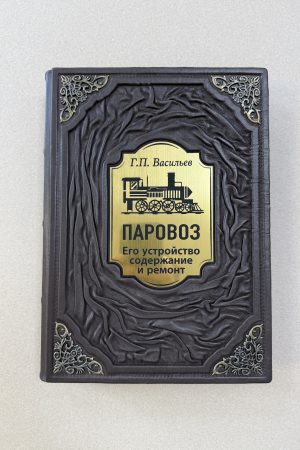 Г.П. Васильев
ПАРОВОЗ
Его устройство
содержание
и ремонт